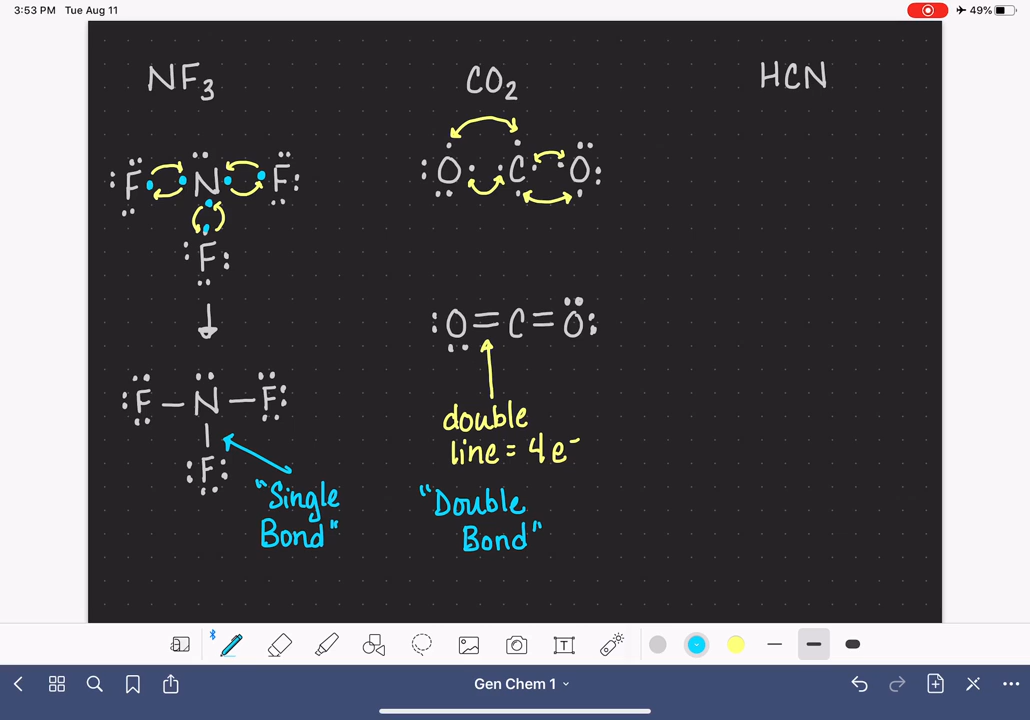 3:53 PM Tue Aug 11
49%
NF₃
:F· ·N· ·F:
:F:
:F-N-F:
:F:
"Single
Bond"
CO₂
:O· ·C· ·O:
:O=C=O:
double
line = 4e⁻
"Double
Bond"
HCN
T
Gen Chem 1